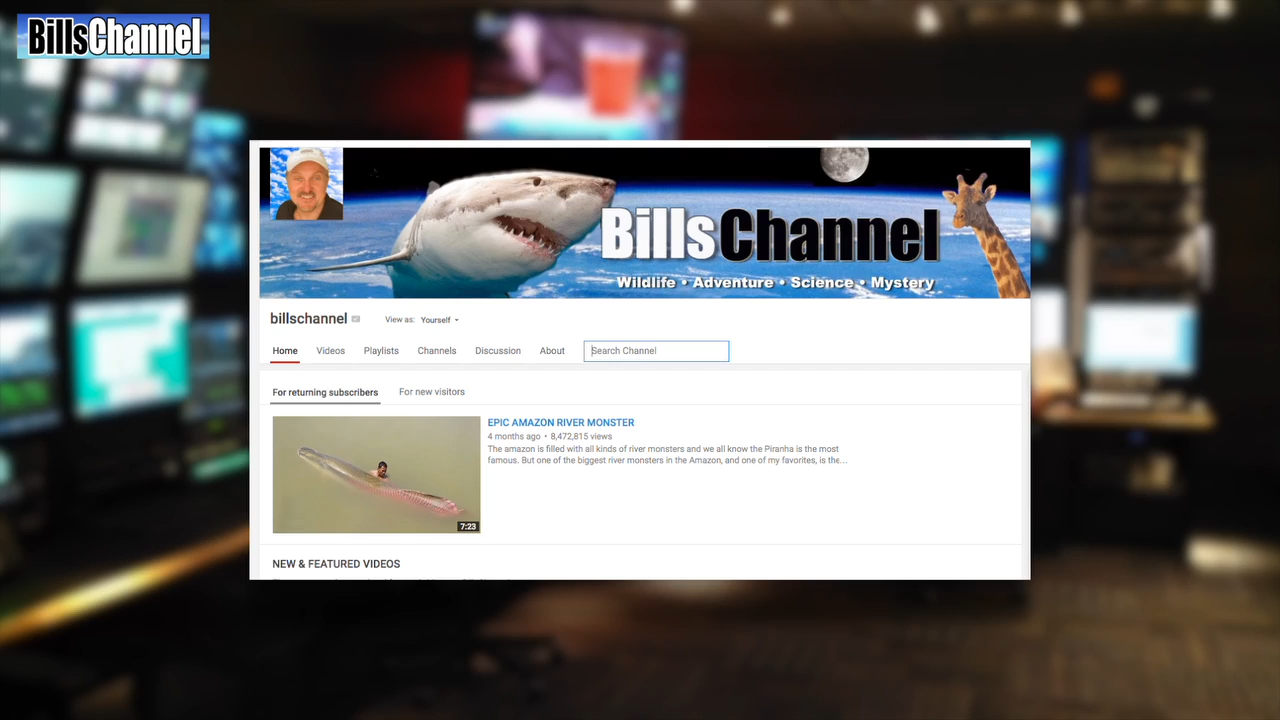 BillsChannel
BillsChannel
Wildlife • Adventure • Science • Mystery
billschannel
View as: Yourself
Home Videos Playlists Channels Discussion About Search Channel
For returning subscribers For new visitors
EPIC AMAZON RIVER MONSTER
4 months ago • 8,472,815 views
The amazon is filled with all kinds of river monsters and we all know the Piranha is the most
famous. But one of the biggest river monsters in the Amazon, and one of my favorites, is the...
7:23
NEW & FEATURED VIDEOS